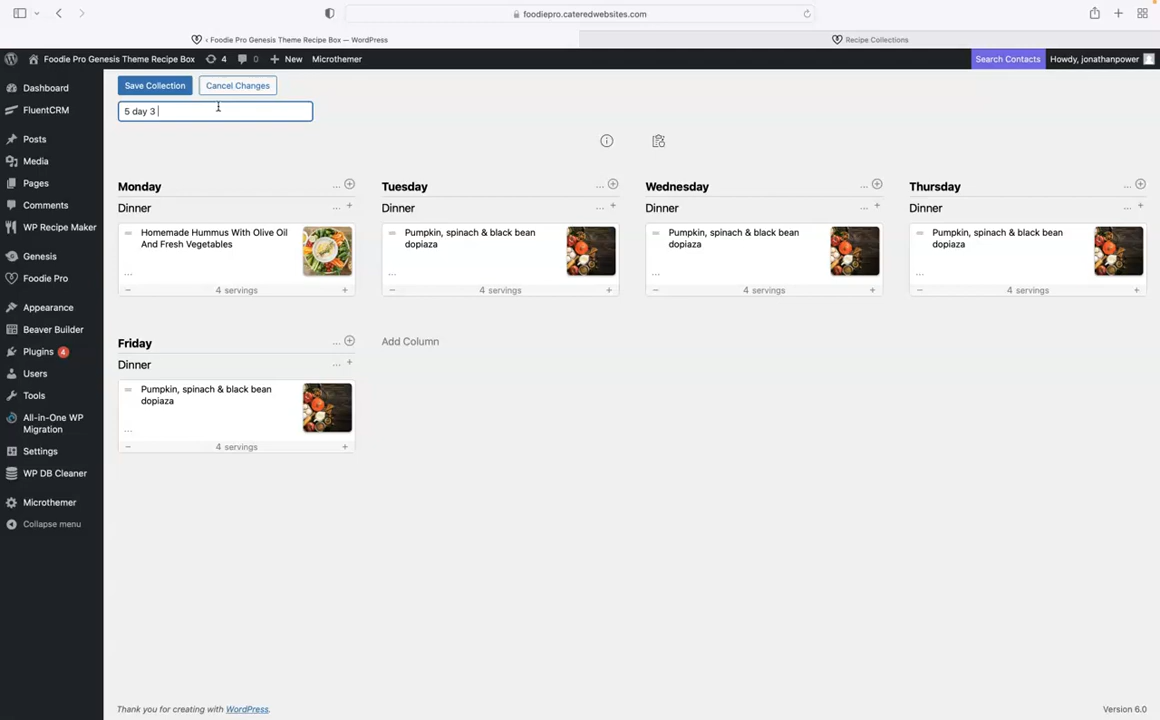 foodiepro.cateredwebsites.com
‹ Foodie Pro Genesis Theme Recipe Box — WordPress
Recipe Collections
Foodie Pro Genesis Theme Recipe Box
4
0
+ New
Microthemer
Search Contacts
Howdy, jonathanpower
Dashboard
FluentCRM
Posts
Media
Pages
Comments
WP Recipe Maker
Genesis
Foodie Pro
Appearance
Beaver Builder
Plugins 4
Users
Tools
All-in-One WP
Migration
Settings
WP DB Cleaner
Microthemer
Collapse menu
Save Collection
Cancel Changes
5 day 3
Monday
...
Dinner
... +
Homemade Hummus With Olive Oil
And Fresh Vegetables
...
− 4 servings +
Tuesday
...
Dinner
... +
Pumpkin, spinach & black bean
dopiaza
...
− 4 servings +
Wednesday
...
Dinner
... +
Pumpkin, spinach & black bean
dopiaza
...
− 4 servings +
Thursday
...
Dinner
... +
Pumpkin, spinach & black bean
dopiaza
...
− 4 servings +
Friday
...
Dinner
... +
Pumpkin, spinach & black bean
dopiaza
...
− 4 servings +
Add Column
Thank you for creating with WordPress.
Version 6.0